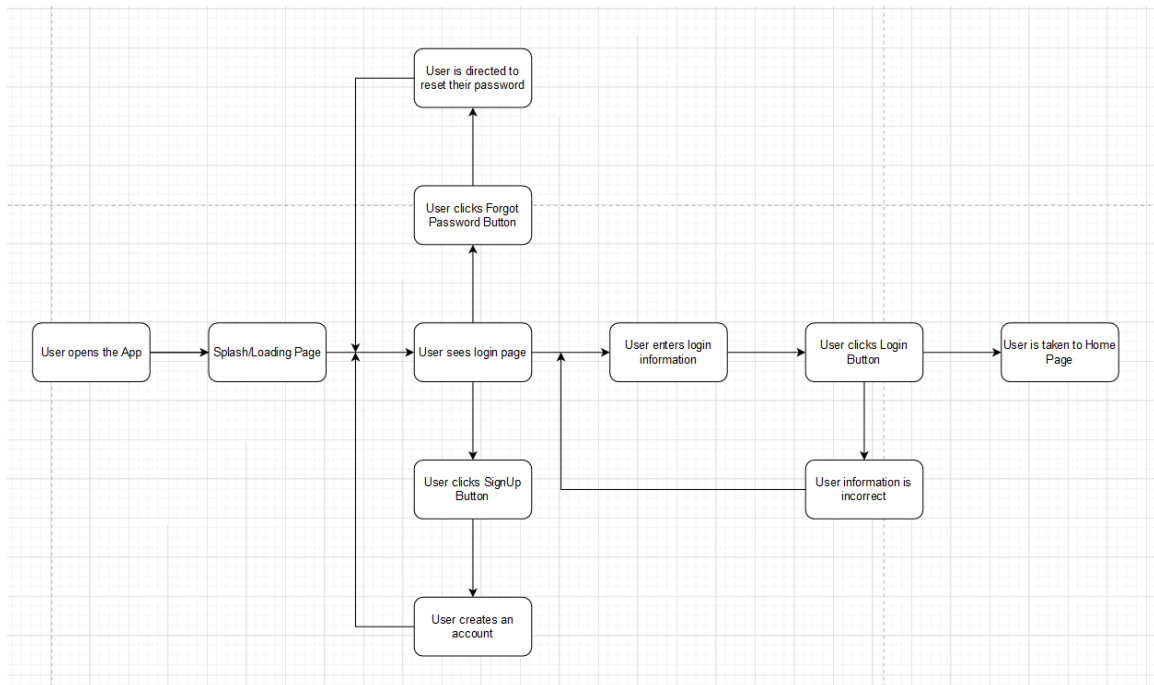 User is directed to
reset their password
User clicks Forgot
Password Button
User opens the App
Splash/Loading Page
User sees login page
User enters login
information
User clicks Login
Button
User is taken to Home
Page
User clicks SignUp
Button
User information is
incorrect
User creates an
account